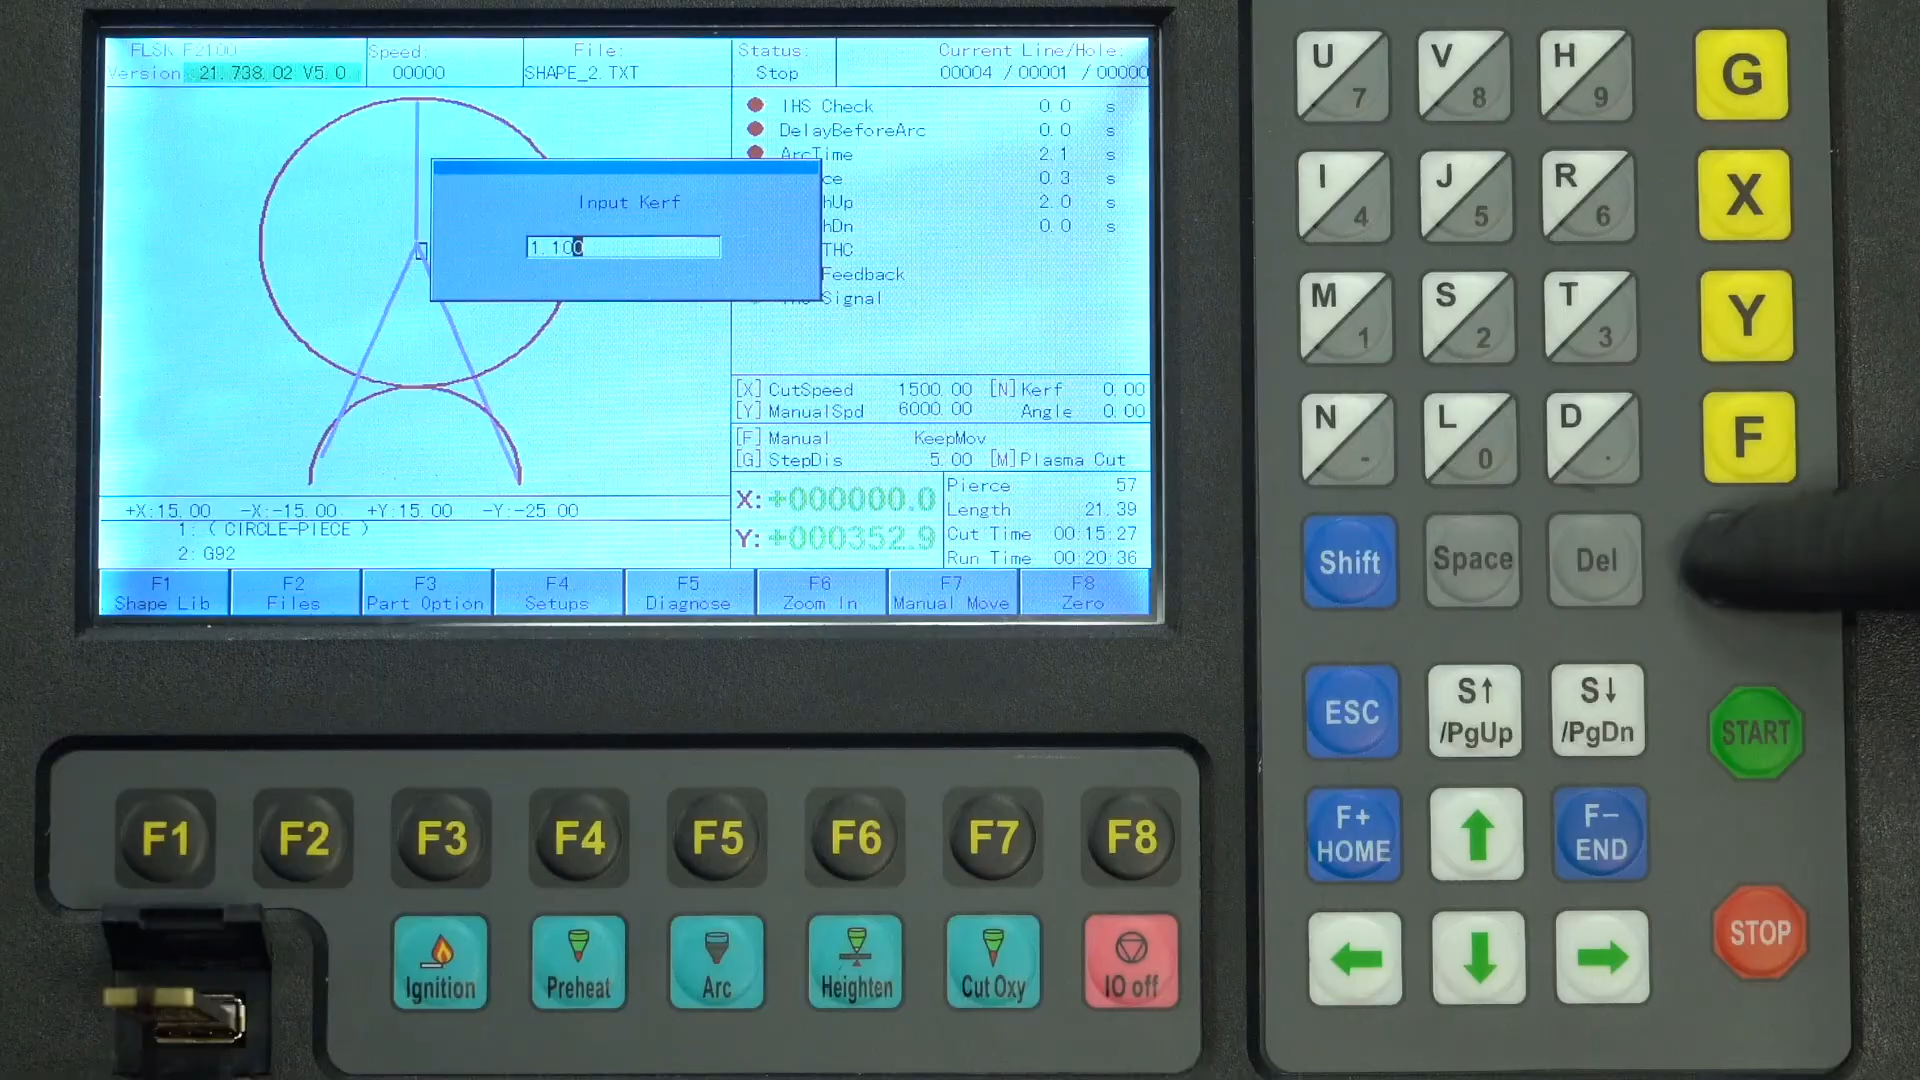 FLSK F2100
Version 21.738.02 V5.0
Speed:
00000
File:
SHAPE_2.TXT
Status:
Stop
Current Line/Hole:
00004 /00001 /00000
IHS Check 0.0 s
DelayBeforeArc 0.0 s
ArcTime 2.1 s
ce 0.3 s
hUp 2.0 s
hDn 0.0 s
THC
Feedback
Signal
Input Kerf
1.100
[X] CutSpeed 1500.00 [N] Kerf 0.00
[Y] ManualSpd 6000.00 Angle 0.00
[F] Manual KeepMov
[G] StepDis 5.00 [M] Plasma Cut
X: +000000.0
Y: +000352.9
Pierce 57
Length 21.39
Cut Time 00:15:27
Run Time 00:20:36
+X:15.00 -X:-15.00 +Y:15.00 -Y:-25.00
1: ( CIRCLE-PIECE )
2: G92
F1 Shape Lib
F2 Files
F3 Part Option
F4 Setups
F5 Diagnose
F6 Zoom In
F7 Manual Move
F8 Zero
U 7 V 8 H 9 G
I 4 J 5 R 6 X
M 1 S 2 T 3 Y
N - L 0 D . F
Shift Space Del
ESC S↑ /PgUp S↓ /PgDn START
F+ HOME ↑ F- END
← ↓ → STOP
F1 F2 F3 F4 F5 F6 F7 F8
Ignition Preheat Arc Heighten Cut Oxy IO off